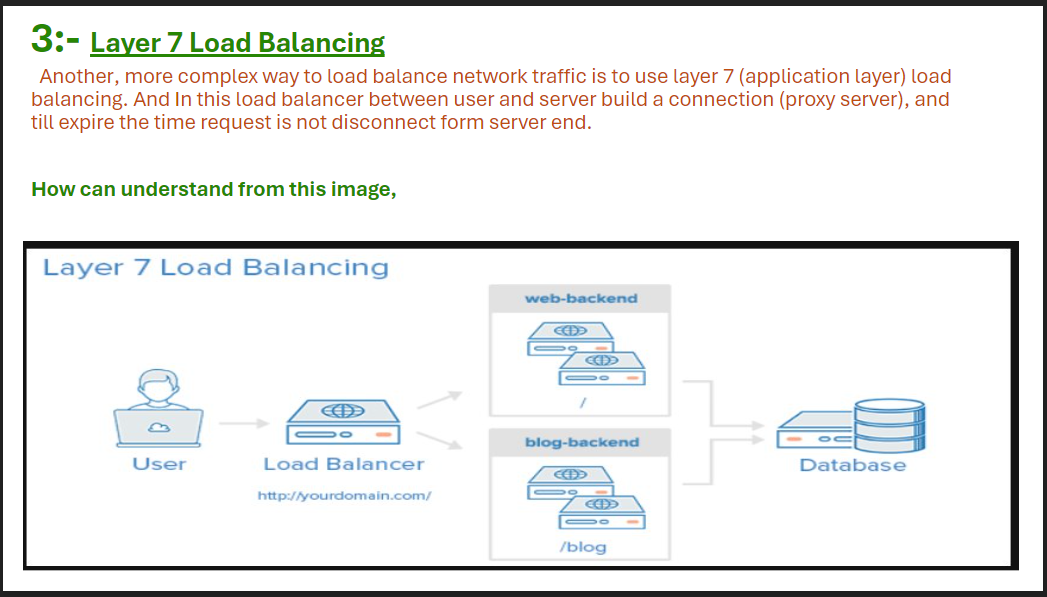 3:- Layer 7 Load Balancing
Another, more complex way to load balance network traffic is to use layer 7 (application layer) load
balancing. And In this load balancer between user and server build a connection (proxy server), and
till expire the time request is not disconnect form server end.
How can understand from this image,
Layer 7 Load Balancing
web-backend
/
User
Load Balancer
http://yourdomain.com/
blog-backend
/blog
Database